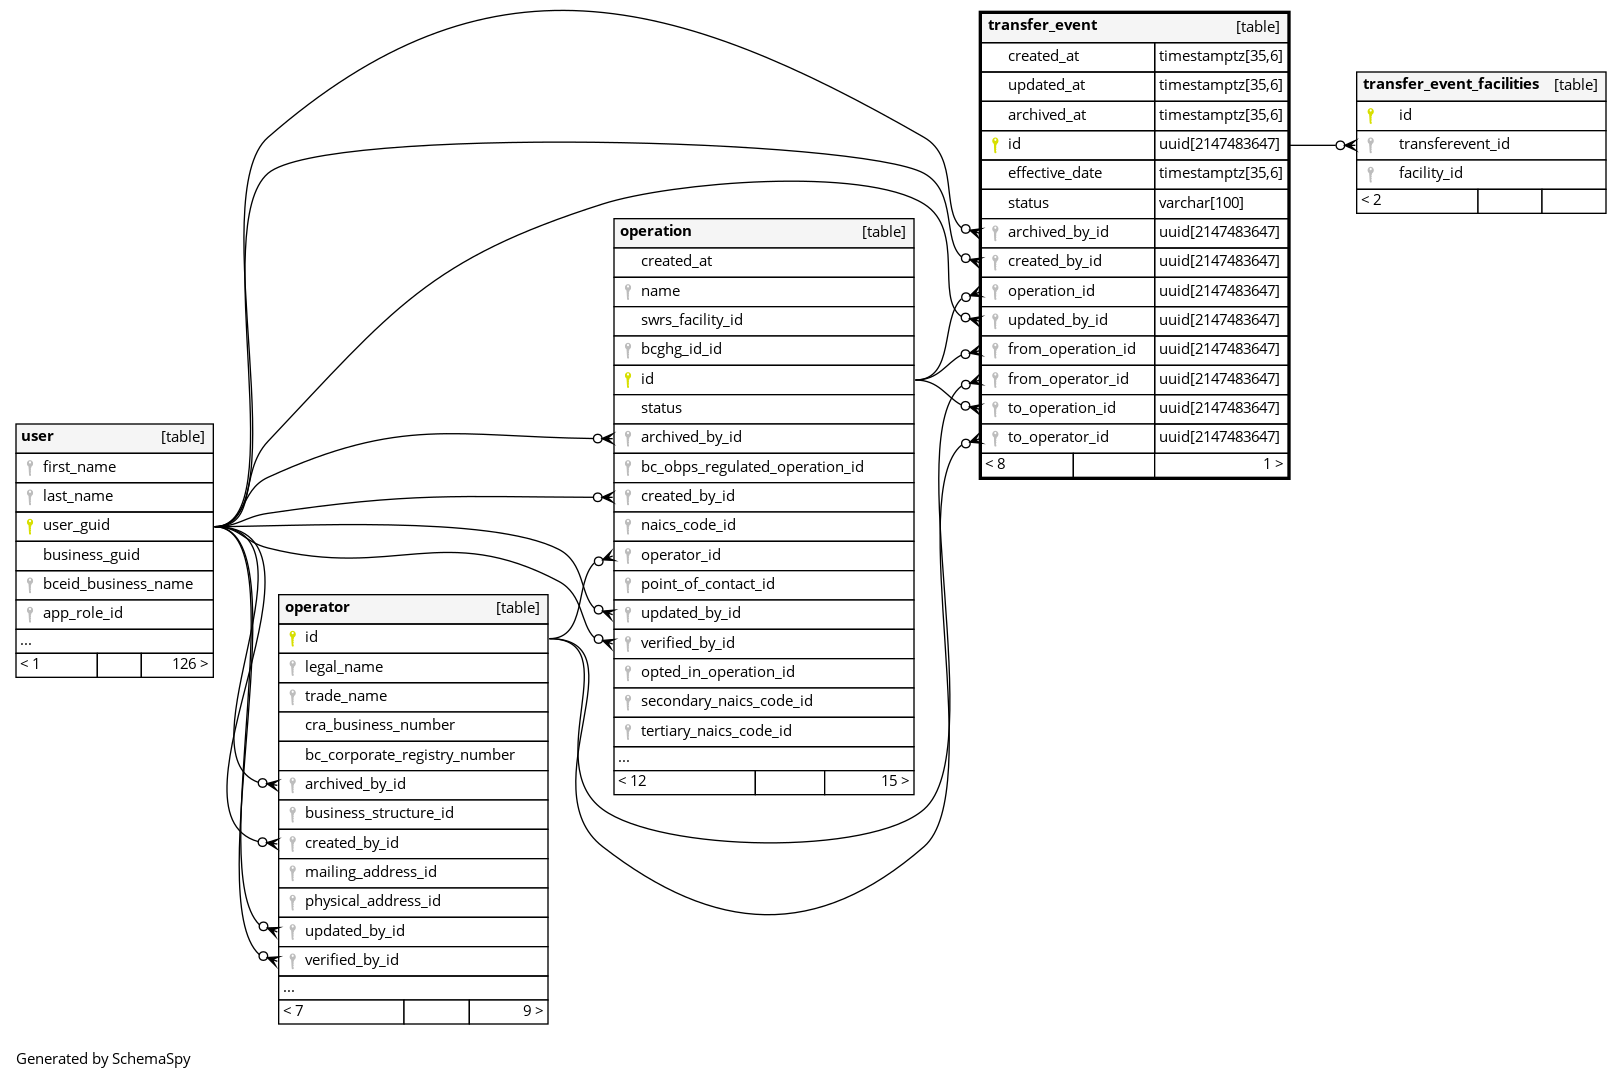 transfer_event [table]
created_at timestamptz[35,6]
updated_at timestamptz[35,6]
archived_at timestamptz[35,6]
id uuid[2147483647]
effective_date timestamptz[35,6]
status varchar[100]
archived_by_id uuid[2147483647]
created_by_id uuid[2147483647]
operation_id uuid[2147483647]
updated_by_id uuid[2147483647]
from_operation_id uuid[2147483647]
from_operator_id uuid[2147483647]
to_operation_id uuid[2147483647]
to_operator_id uuid[2147483647]
< 8 1 >
transfer_event_facilities [table]
id
transferevent_id
facility_id
< 2
operation [table]
created_at
name
swrs_facility_id
bcghg_id_id
id
status
archived_by_id
bc_obps_regulated_operation_id
created_by_id
naics_code_id
operator_id
point_of_contact_id
updated_by_id
verified_by_id
opted_in_operation_id
secondary_naics_code_id
tertiary_naics_code_id
...
< 12 15 >
user [table]
first_name
last_name
user_guid
business_guid
bceid_business_name
app_role_id
...
< 1 126 >
operator [table]
id
legal_name
trade_name
cra_business_number
bc_corporate_registry_number
archived_by_id
business_structure_id
created_by_id
mailing_address_id
physical_address_id
updated_by_id
verified_by_id
...
< 7 9 >
Generated by SchemaSpy